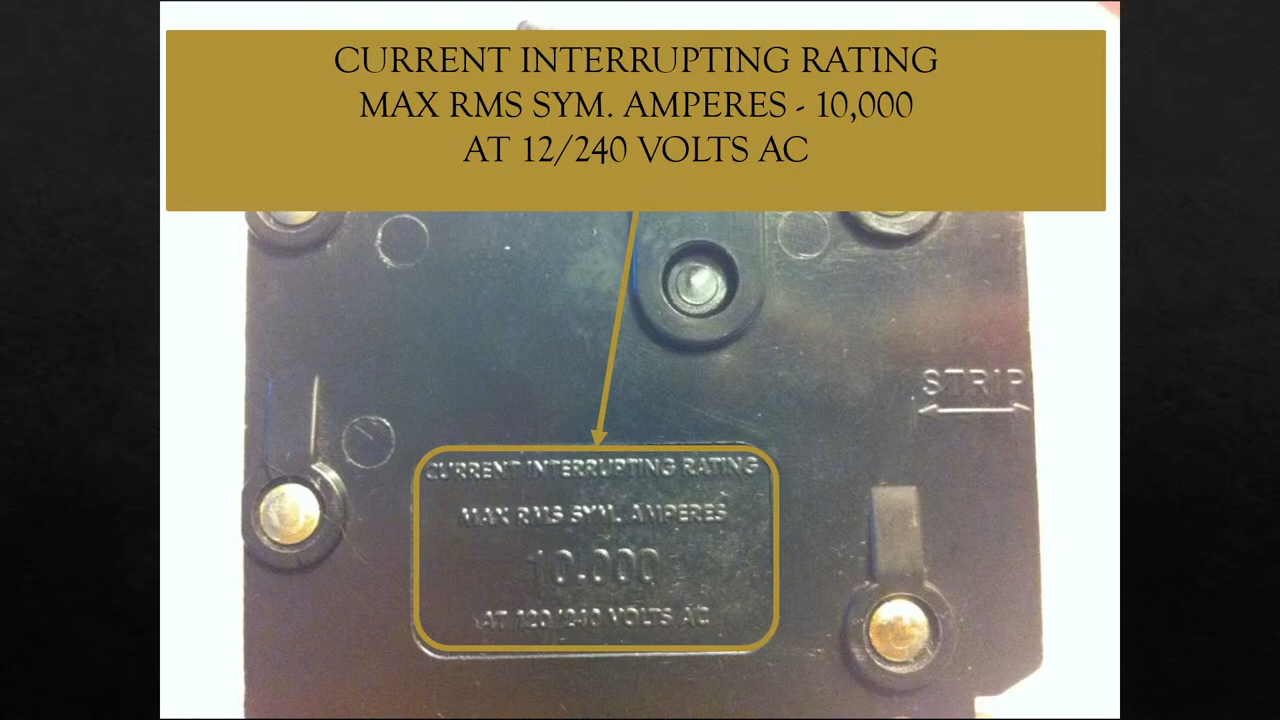 CURRENT INTERRUPTING RATING
MAX RMS SYM. AMPERES - 10,000
AT 12/240 VOLTS AC
STRIP
CURRENT INTERRUPTING RATING
MAX RMS SYM. AMPERES
10,000
AT 120/240 VOLTS AC